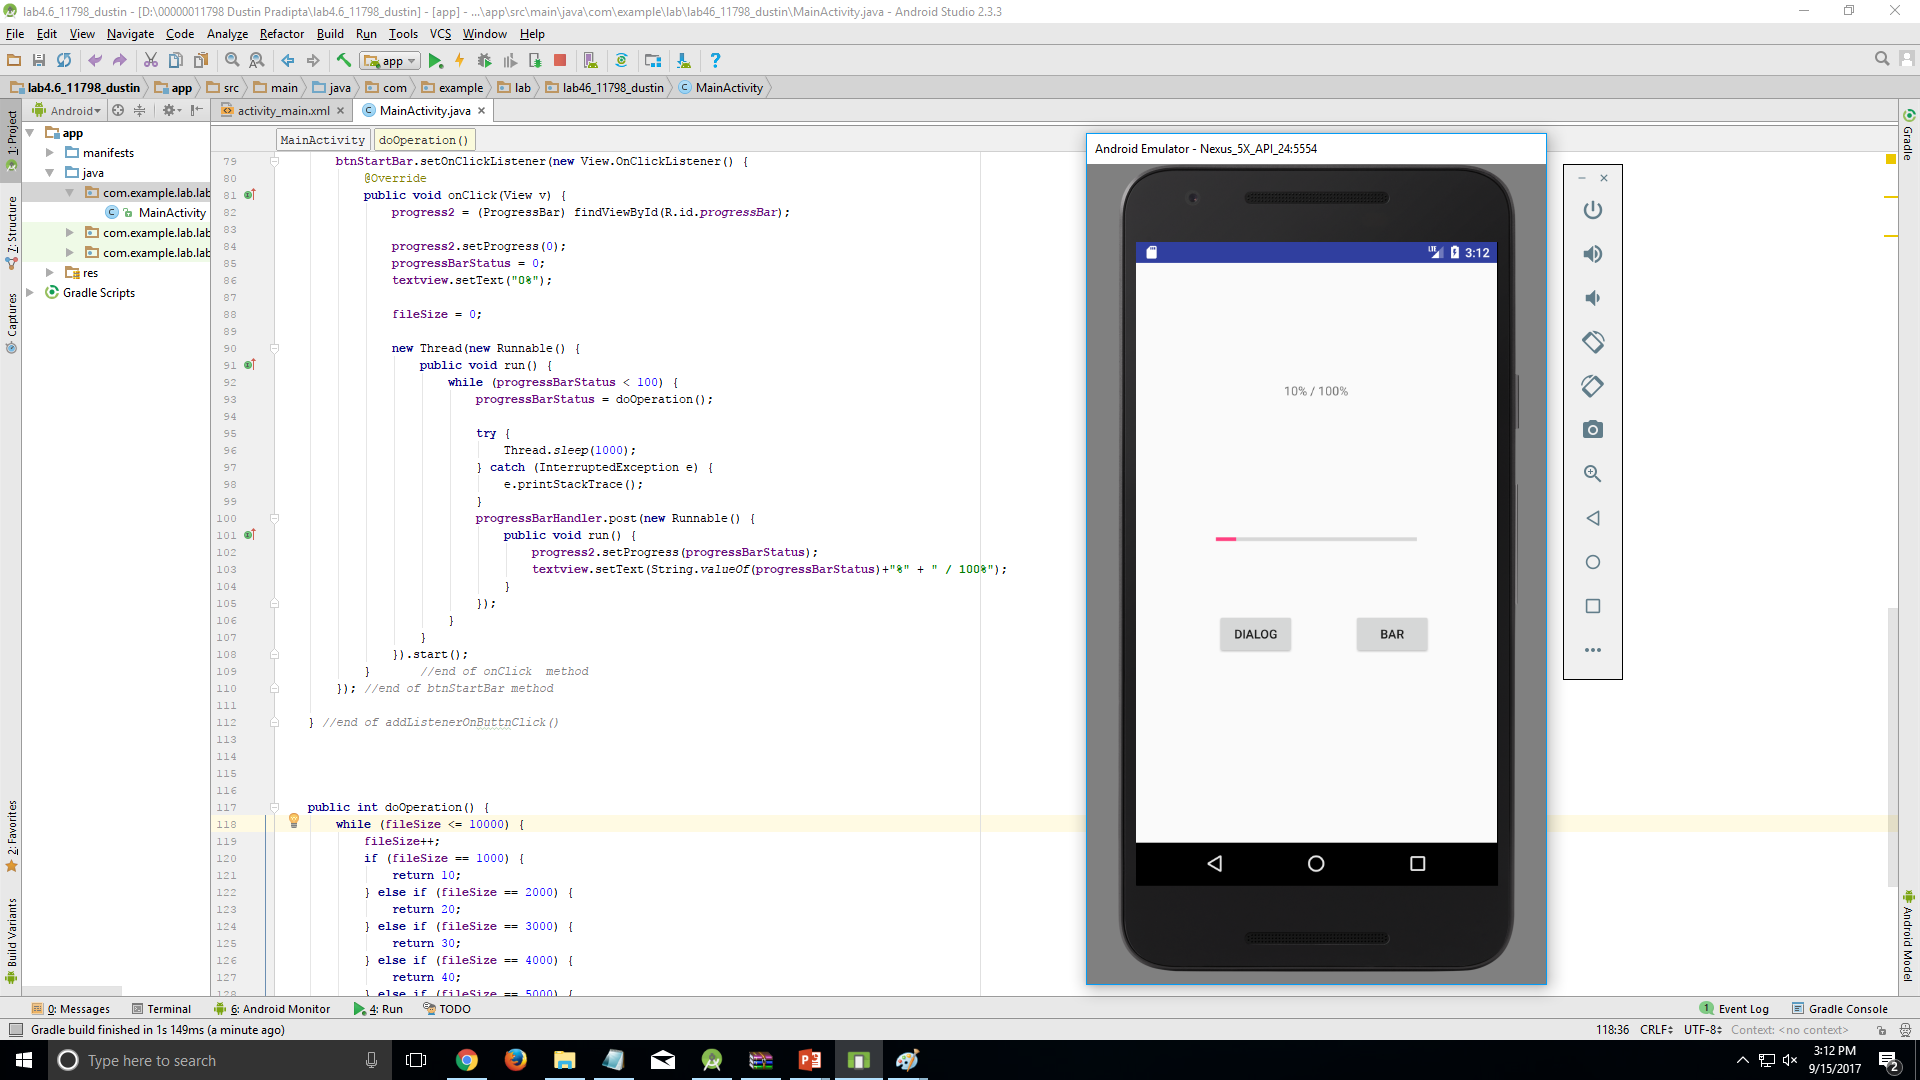 lab4.6_11798_dustin - [D:\00000011798 Dustin Pradipta\lab4.6_11798_dustin] - [app] - ...\app\src\main\java\com\example\lab\lab46_11798_dustin\MainActivity.java - Android Studio 2.3.3
File Edit View Navigate Code Analyze Refactor Build Run Tools VCS Window Help
app
lab4.6_11798_dustin app src main java com example lab lab46_11798_dustin MainActivity
Android activity_main.xml MainActivity.java
1: Project
7: Structure
Captures
2: Favorites
Build Variants
app
manifests
java
com.example.lab.lab
MainActivity
com.example.lab.lab
com.example.lab.lab
res
Gradle Scripts
MainActivity doOperation()
79 btnStartBar.setOnClickListener(new View.OnClickListener() {
80 @Override
81 public void onClick(View v) {
82 progress2 = (ProgressBar) findViewById(R.id.progressBar);
83
84 progress2.setProgress(0);
85 progressBarStatus = 0;
86 textview.setText("0%");
87
88 fileSize = 0;
89
90 new Thread(new Runnable() {
91 public void run() {
92 while (progressBarStatus < 100) {
93 progressBarStatus = doOperation();
94
95 try {
96 Thread.sleep(1000);
97 } catch (InterruptedException e) {
98 e.printStackTrace();
99 }
100 progressBarHandler.post(new Runnable() {
101 public void run() {
102 progress2.setProgress(progressBarStatus);
103 textview.setText(String.valueOf(progressBarStatus)+"%" + " / 100%");
104 }
105 });
106 }
107 }
108 }).start();
109 } //end of onClick method
110 }); //end of btnStartBar method
111
112 } //end of addListenerOnButtnClick()
113
114
115
116
117 public int doOperation() {
118 while (fileSize <= 10000) {
119 fileSize++;
120 if (fileSize == 1000) {
121 return 10;
122 } else if (fileSize == 2000) {
123 return 20;
124 } else if (fileSize == 3000) {
125 return 30;
126 } else if (fileSize == 4000) {
127 return 40;
128 } else if (fileSize == 5000) {
Android Emulator - Nexus_5X_API_24:5554
LTE 3:12
10% / 100%
DIALOG BAR
Gradle
Android Model
0: Messages Terminal 6: Android Monitor 4: Run TODO 1 Event Log Gradle Console
Gradle build finished in 1s 149ms (a minute ago) 118:36 CRLF UTF-8 Context: <no context>
Type here to search
3:12 PM
9/15/2017
2